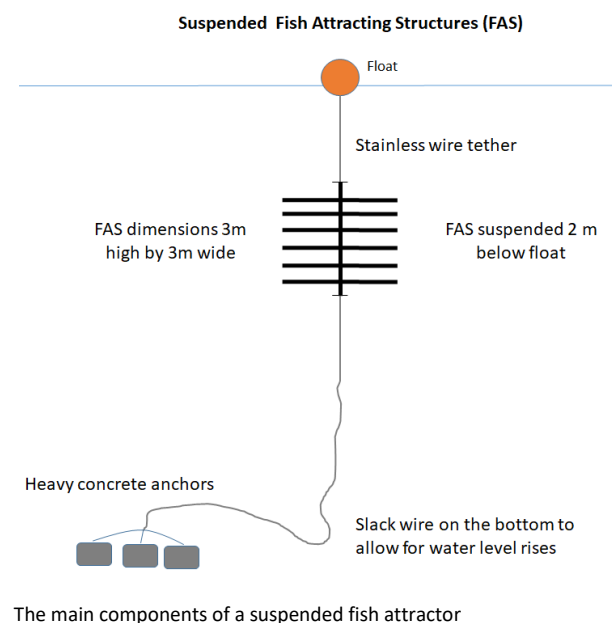 Suspended  Fish Attracting Structures (FAS)
Float
Stainless wire tether
FAS dimensions 3m
high by 3m wide
FAS suspended 2 m
below float
Heavy concrete anchors
Slack wire on the bottom to
allow for water level rises
The main components of a suspended fish attractor